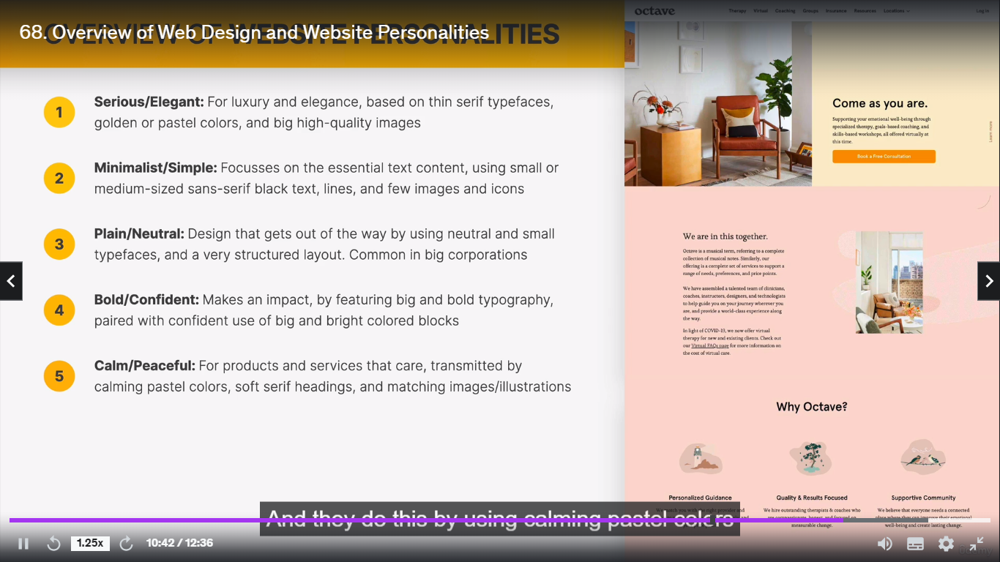 68. Overview of Web Design and Website Personalities
OVERVIEW OF WEBSITE PERSONALITIES
1
Serious/Elegant: For luxury and elegance, based on thin serif typefaces,
golden or pastel colors, and big high-quality images
2
Minimalist/Simple: Focusses on the essential text content, using small or
medium-sized sans-serif black text, lines, and few images and icons
3
Plain/Neutral: Design that gets out of the way by using neutral and small
typefaces, and a very structured layout. Common in big corporations
4
Bold/Confident: Makes an impact, by featuring big and bold typography,
paired with confident use of big and bright colored blocks
5
Calm/Peaceful: For products and services that care, transmitted by
calming pastel colors, soft serif headings, and matching images/illustrations
octave
Therapy Virtual Coaching Groups Insurance Resources Locations Log in
Come as you are.
Supporting your emotional well-being through
specialized therapy, goals-based coaching, and
skills-based workshops, all offered virtually at
this time.
Book a Free Consultation
Learn more
We are in this together.
Octave is a musical term, referring to a complete
collection of musical notes. Similarly, our
offering is a complete set of services to support a
range of needs, preferences, and price points.
We have assembled a talented team of clinicians,
coaches, instructors, designers, and technologists
to help guide you on your journey wherever you
are, and provide a world-class experience along
the way.
In light of COVID-19, we now offer virtual
therapy for new and existing clients. Check out
our Virtual FAQs page for more information on
the cost of virtual care.
Why Octave?
Personalized Guidance
Quality & Results Focused
We hire outstanding therapists & coaches who
are compassionate, honest, and focused on
measurable change.
Supportive Community
We believe that everyone needs a connected
place where they can improve their emotional
well-being and create lasting change.
And they do this by using calming pastel colors
1.25x
10:42 / 12:36